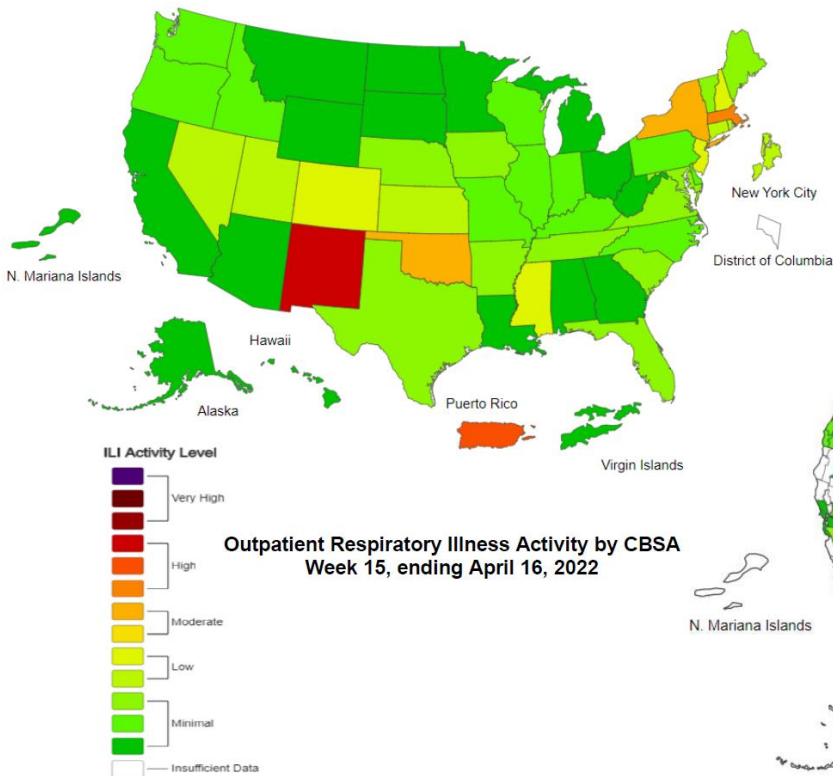 New York City
District of Columbia
N. Mariana Islands
Hawaii
Alaska
Puerto Rico
Virgin Islands
ILI Activity Level
Very High
High
Moderate
Low
Minimal
Insufficient Data
Outpatient Respiratory Illness Activity by CBSA
Week 15, ending April 16, 2022
N. Mariana Islands